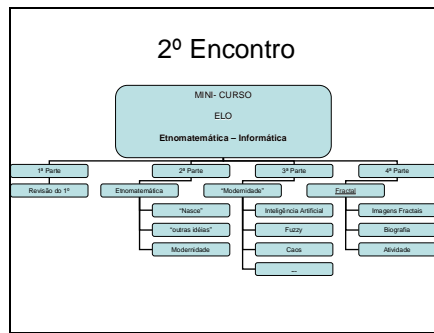 2º Encontro
MINI- CURSO
ELO
Etnomatemática – Informática
1ª Parte
2ª Parte
3ª Parte
4ª Parte
Revisão do 1º
Etnomatemática
"Modernidade"
Fractal
"Nasce"
Inteligência Artificial
Imagens Fractais
"outras idéias"
Fuzzy
Biografia
Modernidade
Caos
Atividade
...